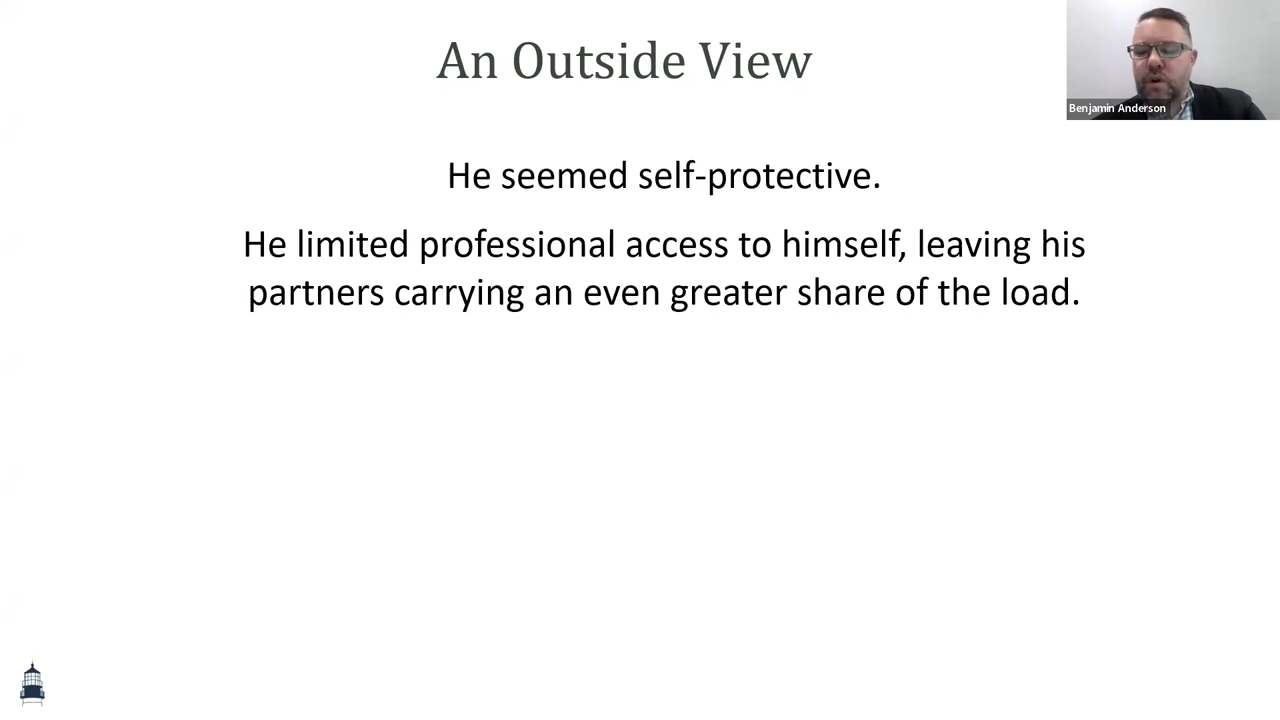 An Outside View
Benjamin Anderson
He seemed self-protective.
He limited professional access to himself, leaving his
partners carrying an even greater share of the load.